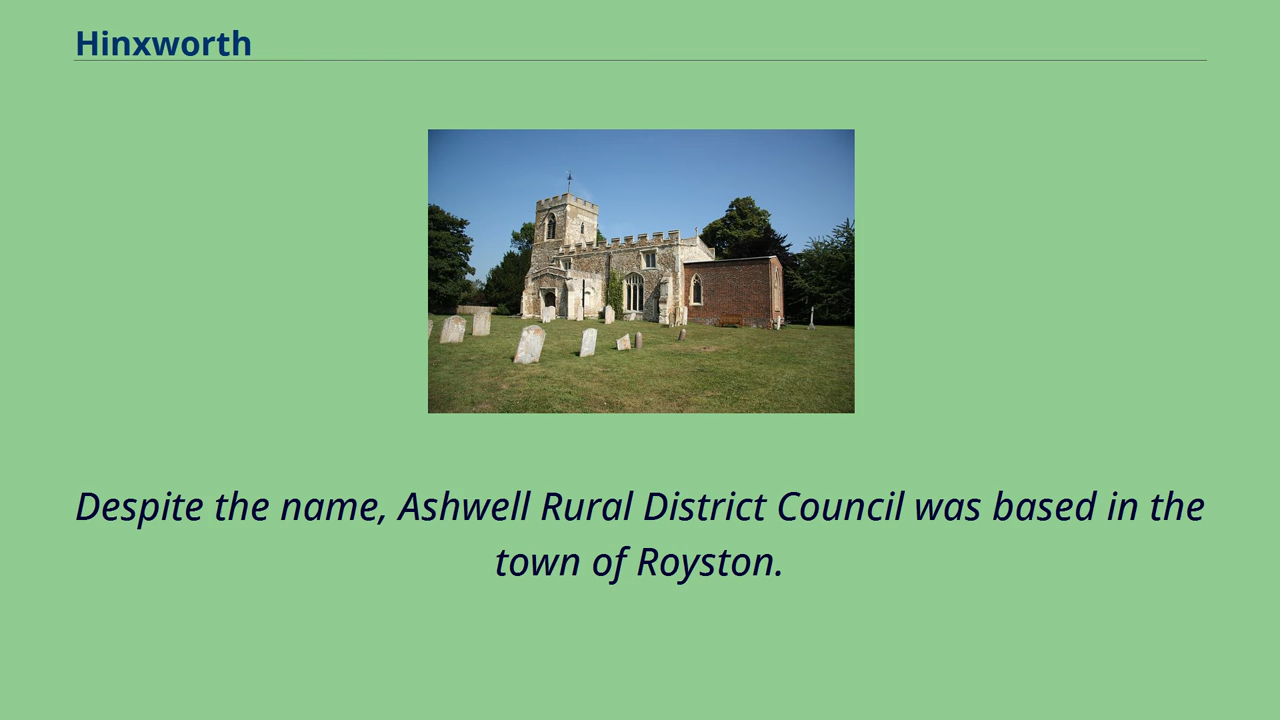 Hinxworth
Despite the name, Ashwell Rural District Council was based in the
town of Royston.